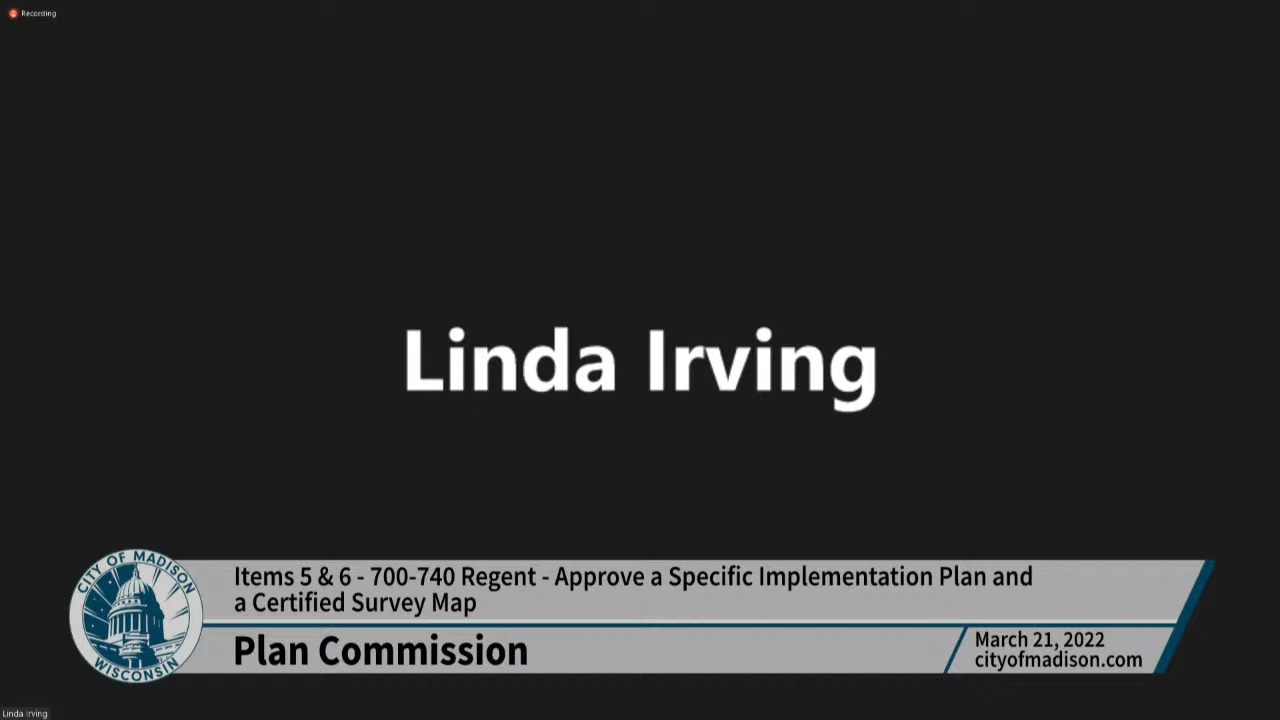 Recording
Linda Irving
CITY OF MADISON
WISCONSIN
Items 5 & 6 - 700-740 Regent - Approve a Specific Implementation Plan and
a Certified Survey Map
Plan Commission
March 21, 2022
cityofmadison.com
Linda Irving